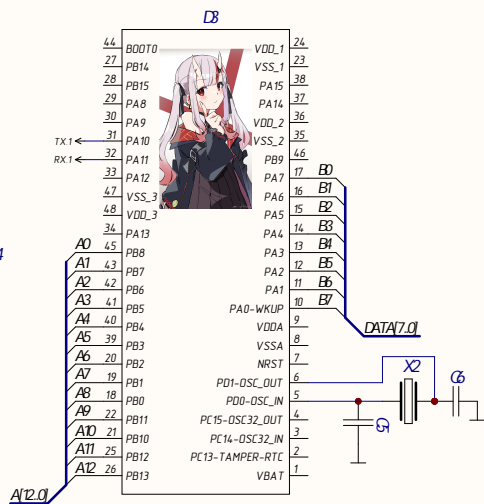 D3
44 BOOT0 VDD_1 24
27 PB14 VSS_1 23
28 PB15 PA15 38
29 PA8 PA14 37
30 PA9 VDD_2 36
TX.1 31 PA10 VSS_2 35
RX.1 32 PA11 PB9 46
33 PA12 PA7 17 B0
47 VSS_3 PA6 16 B1
48 VDD_3 PA5 15 B2
34 PA13 PA4 14 B3
A0 45 PB8 PA3 13 B4
A1 43 PB7 PA2 12 B5
A2 42 PB6 PA1 11 B6
A3 41 PB5 PA0-WKUP 10 B7
A4 40 PB4 VDDA 9 DATA[7..0]
A5 39 PB3 VSSA 8
A6 20 PB2 NRST 7 X2
A7 19 PB1 PD1-OSC_OUT 6 C6
A8 18 PB0 PD0-OSC_IN 5
A9 22 PB11 PC15-OSC32_OUT 4 C5
A10 21 PB10 PC14-OSC32_IN 3
A11 25 PB12 PC13-TAMPER-RTC 2
A12 26 PB13 VBAT 1
A[12..0]